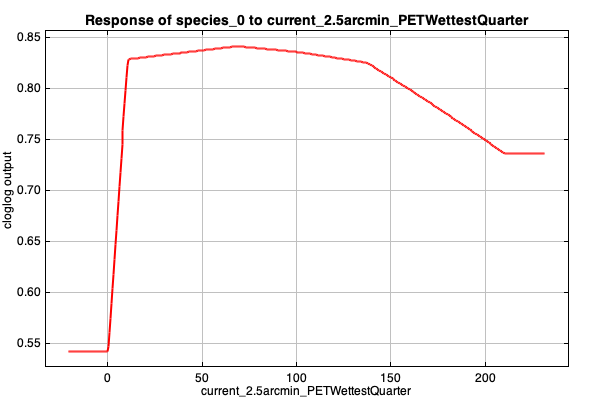 Response of species_0 to current_2.5arcmin_PETWettestQuarter
0.85
0.80
0.75
0.70
0.65
0.60
0.55
cloglog output
0 50 100 150 200
current_2.5arcmin_PETWettestQuarter